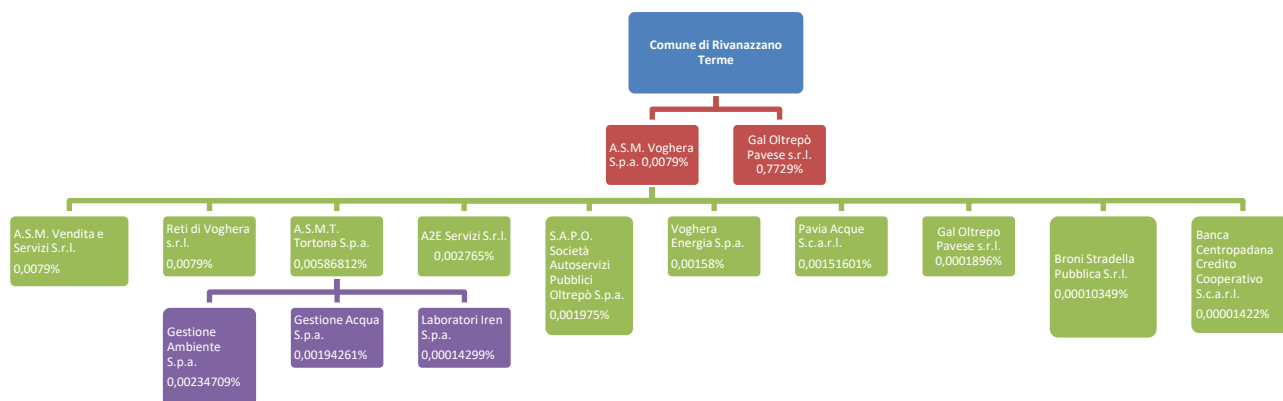 Comune di Rivanazzano
Terme
A.S.M. Voghera
S.p.a. 0,0079%
Gal Oltrepò
Pavese s.r.l.
0,7729%
A.S.M. Vendita e
Servizi S.r.l.
0,0079%
Reti di Voghera
s.r.l.
0,0079%
A.S.M.T.
Tortona S.p.a.
0,00586812%
A2E Servizi S.r.l.
0,002765%
S.A.P.O.
Società
Autoservizi
Pubblici
Oltrepò S.p.a.
0,001975%
Voghera
Energia S.p.a.
0,00158%
Pavia Acque
S.c.a.r.l.
0,00151601%
Gal Oltrepo
Pavese s.r.l.
0,0001896%
Broni Stradella
Pubblica S.r.l.
0,00010349%
Banca
Centropadana
Credito
Cooperativo
S.c.a.r.l.
0,00001422%
Gestione
Ambiente
S.p.a.
0,00234709%
Gestione Acqua
S.p.a.
0,00194261%
Laboratori Iren
S.p.a.
0,00014299%